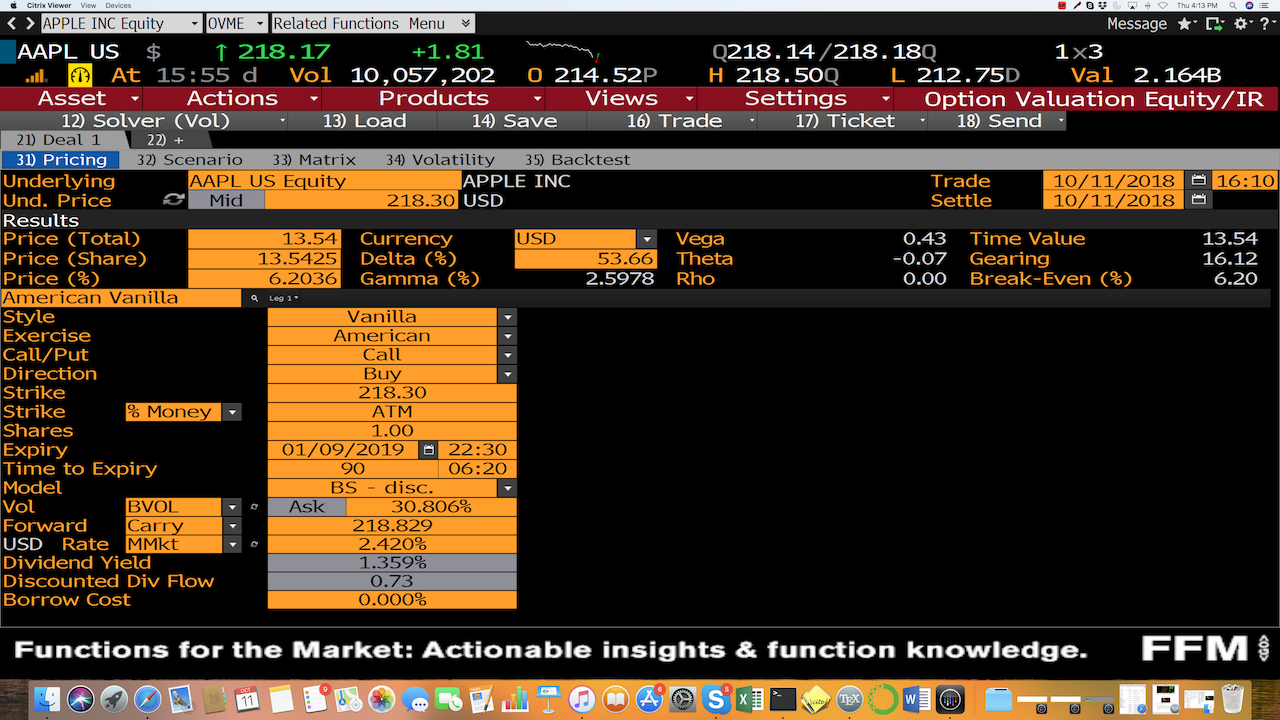 Citrix Viewer View Devices Thu 4:13 PM
APPLE INC Equity OVME Related Functions Menu Message ?
AAPL US $ ↑ 218.17 +1.81 Q218.14/218.18Q 1×3
At 15:55 d Vol 10,057,202 O 214.52P H 218.50Q L 212.75D Val 2.164B
Asset Actions Products Views Settings Option Valuation Equity/IR
12) Solver (Vol) 13) Load 14) Save 16) Trade 17) Ticket 18) Send
21) Deal 1 22) +
31) Pricing 32) Scenario 33) Matrix 34) Volatility 35) Backtest
Underlying AAPL US Equity APPLE INC Trade 10/11/2018 16:10
Und. Price Mid 218.30 USD Settle 10/11/2018
Results
Price (Total) 13.54 Currency USD Vega 0.43 Time Value 13.54
Price (Share) 13.5425 Delta (%) 53.66 Theta -0.07 Gearing 16.12
Price (%) 6.2036 Gamma (%) 2.5978 Rho 0.00 Break-Even (%) 6.20
American Vanilla Leg 1
Style Vanilla
Exercise American
Call/Put Call
Direction Buy
Strike 218.30
Strike % Money ATM
Shares 1.00
Expiry 01/09/2019 22:30
Time to Expiry 90 06:20
Model BS - disc.
Vol BVOL Ask 30.806%
Forward Carry 218.829
USD Rate MMkt 2.420%
Dividend Yield 1.359%
Discounted Div Flow 0.73
Borrow Cost 0.000%
Functions for the Market: Actionable insights & function knowledge. FFM
OCT 11 9 6 5 TEX